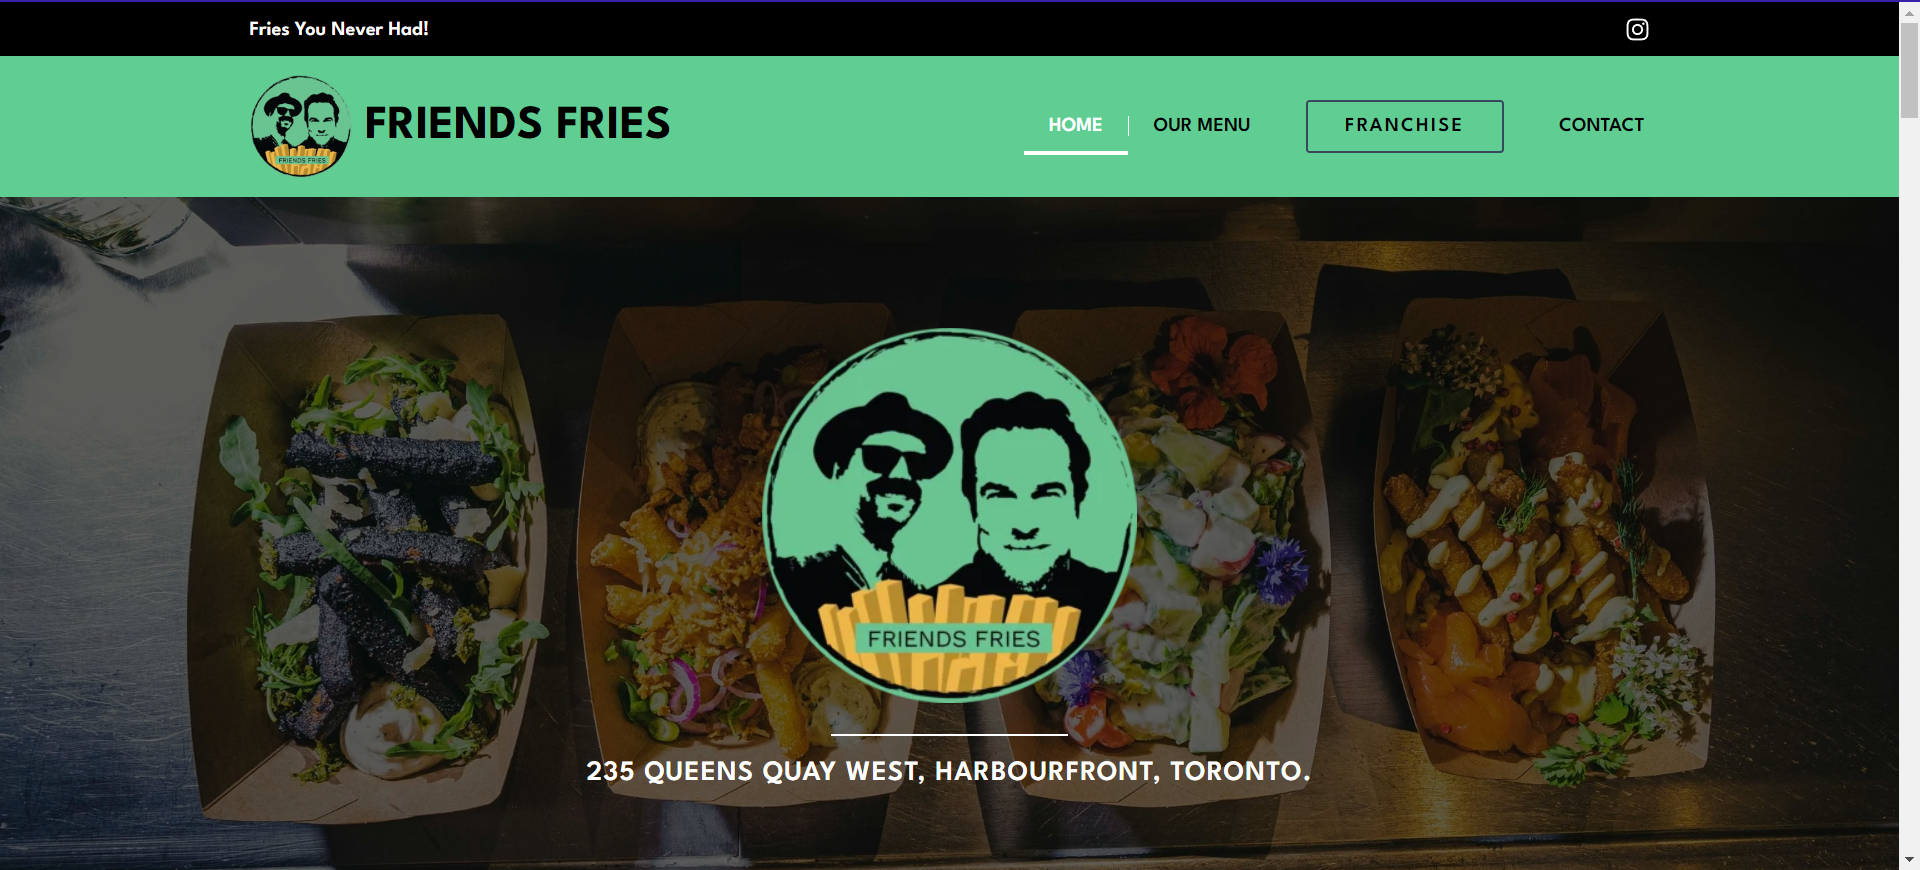 Fries You Never Had!
FRIENDS FRIES
FRIENDS FRIES
HOME
OUR MENU
FRANCHISE
CONTACT
FRIENDS FRIES
235 QUEENS QUAY WEST, HARBOURFRONT, TORONTO.